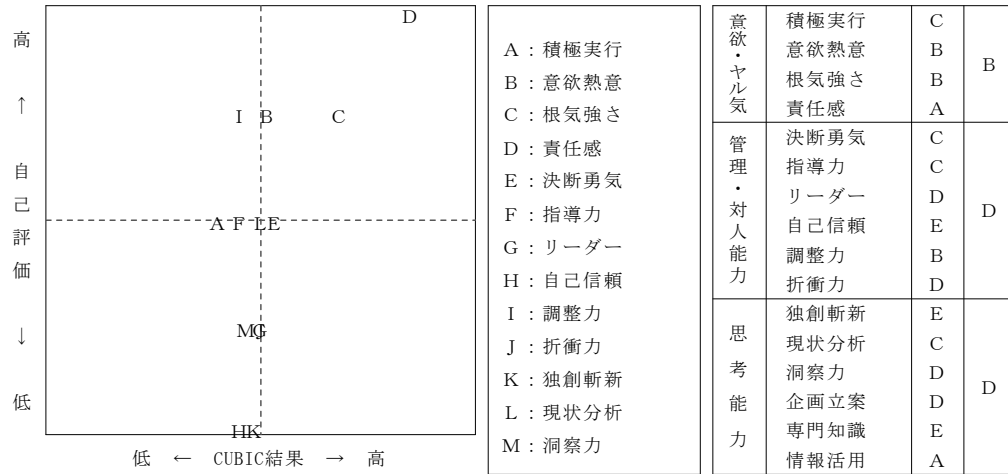 高 ↑ 自己評価 ↓ 低
D
I B C
A F L E
M G
H K
低 ← CUBIC結果 → 高
A：積極実行
B：意欲熱意
C：根気強さ
D：責任感
E：決断勇気
F：指導力
G：リーダー
H：自己信頼
I：調整力
J：折衝力
K：独創斬新
L：現状分析
M：洞察力
意欲・ヤル気
積極実行 C
意欲熱意 B
根気強さ B
責任感 A
B
管理・対人能力
決断勇気 C
指導力 C
リーダー D
自己信頼 E
調整力 B
折衝力 D
D
思考能力
独創斬新 E
現状分析 C
洞察力 D
企画立案 D
専門知識 E
情報活用 A
D